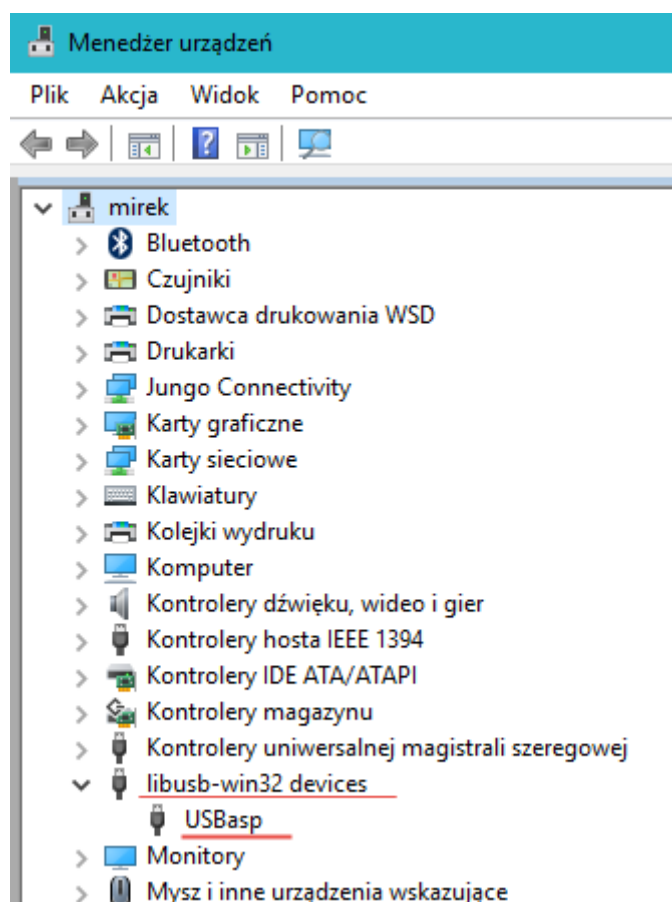 Menedżer urządzeń
Plik Akcja Widok Pomoc
mirek
Bluetooth
Czujniki
Dostawca drukowania WSD
Drukarki
Jungo Connectivity
Karty graficzne
Karty sieciowe
Klawiatury
Kolejki wydruku
Komputer
Kontrolery dźwięku, wideo i gier
Kontrolery hosta IEEE 1394
Kontrolery IDE ATA/ATAPI
Kontrolery magazynu
Kontrolery uniwersalnej magistrali szeregowej
libusb-win32 devices
USBasp
Monitory
Mysz i inne urządzenia wskazujące